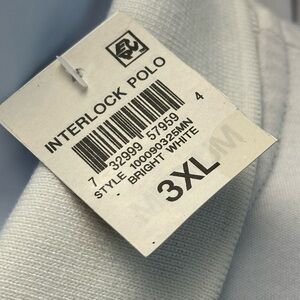 INTERLOCK POLO
7 32999 57959 4
STYLE 100090325MN
BRIGHT WHITE
3XL